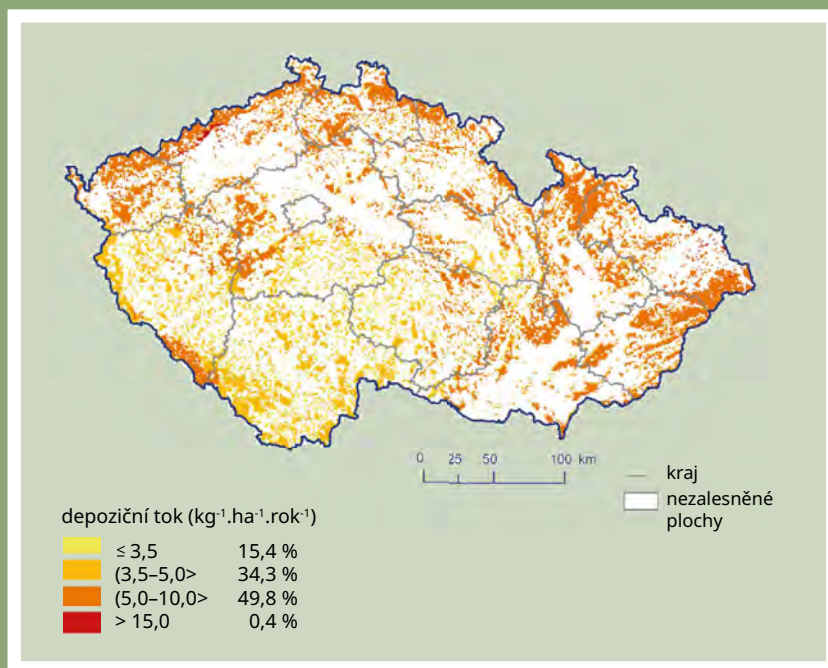 0 25 50 100 km
kraj
nezalesněné
plochy
depoziční tok (kg⁻¹.ha⁻¹.rok⁻¹)
≤ 3,5 15,4 %
(3,5–5,0> 34,3 %
(5,0–10,0> 49,8 %
> 15,0 0,4 %